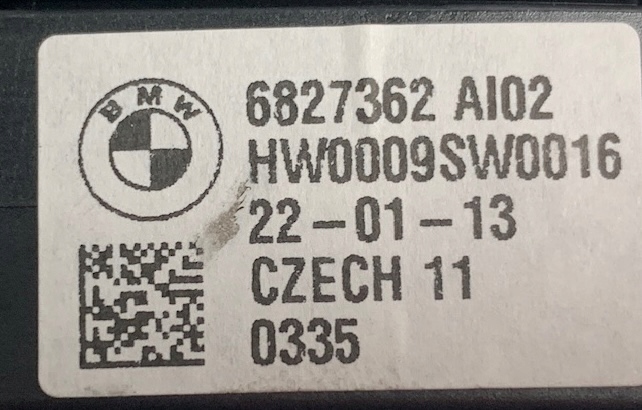 BMW
6827362 AI02
HW0009SW0016
22-01-13
CZECH 11
0335